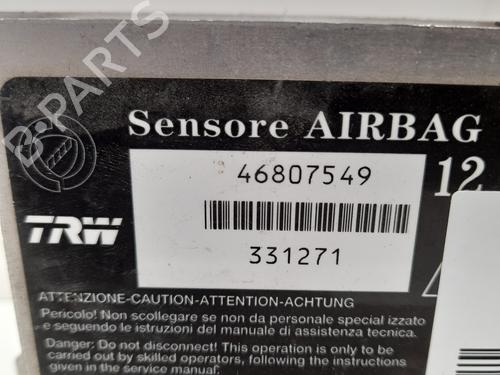 B-PARTS
Sensore AIRBAG
46807549
12
TRW
331271
ATTENZIONE-CAUTION-ATTENTION-ACHTUNG
Pericolo! Non scollegare se non da personale special izzato
e seguendo le istruzioni del manuale di assistenza tecnica.
Danger: Do not disconnect! This operation is only to be
carried out by skilled operators, following the instructions
given in the service manual.